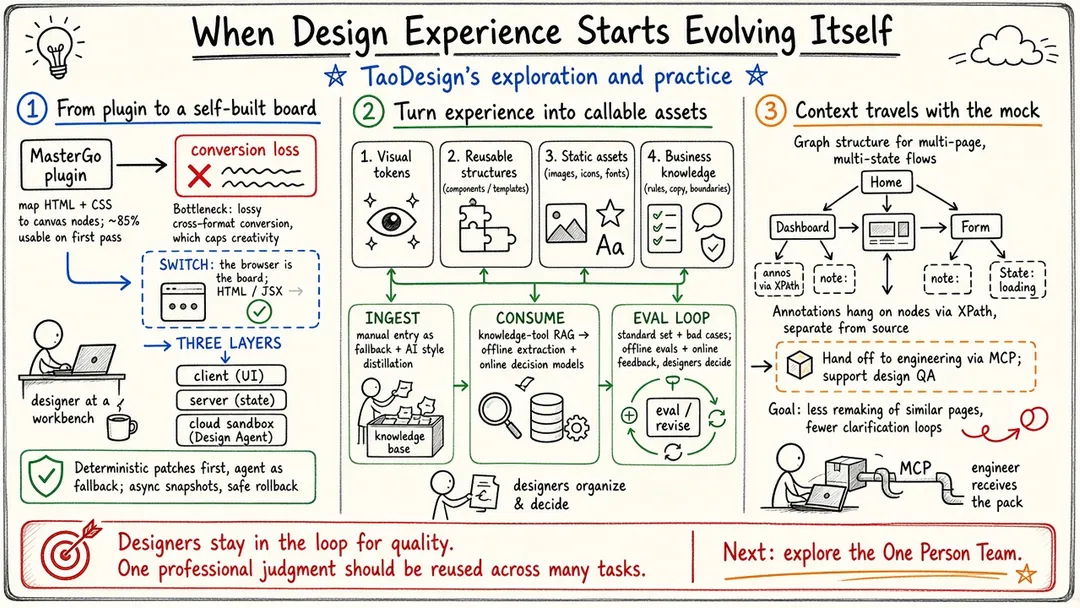 When Design Experience Starts Evolving Itself
TaoDesign's exploration and practice
1 From plugin to a self-built board
MasterGo
plugin
conversion loss
map HTML + CSS
to canvas nodes; ~85%
usable on first pass
Bottleneck: lossy
cross-format conversion,
which caps creativity
SWITCH: the browser is
the board;
HTML / JSX →
THREE LAYERS
client (UI)
server (state)
cloud sandbox
(Design Agent)
designer at a
workbench
Deterministic patches first, agent as
fallback; async snapshots, safe rollback
2 Turn experience into callable assets
1. Visual
tokens
2. Reusable
structures
(components / templates)
3. Static assets
(images, icons, fonts)
Aa
4. Business
knowledge
(rules, copy, boundaries)
INGEST
manual entry as
fallback + AI style
distillation
knowledge
base
CONSUME
knowledge-tool RAG →
offline extraction +
online decision models
EVAL LOOP
standard set + bad cases;
offline evals + online
feedback, designers decide
eval /
revise
designers organize
& decide
3 Context travels with the mock
Graph structure for multi-page,
multi-state flows
Home
Dashboard
Form
annos
via XPath
note:
note:
State:
loading
Annotations hang on nodes via XPath,
separate from source
Hand off to engineering via MCP;
support design QA
Goal: less remaking of similar pages,
fewer clarification loops
MCP
engineer
receives
the pack
Designers stay in the loop for quality.
One professional judgment should be reused across many tasks.
Next: explore the One Person Team.